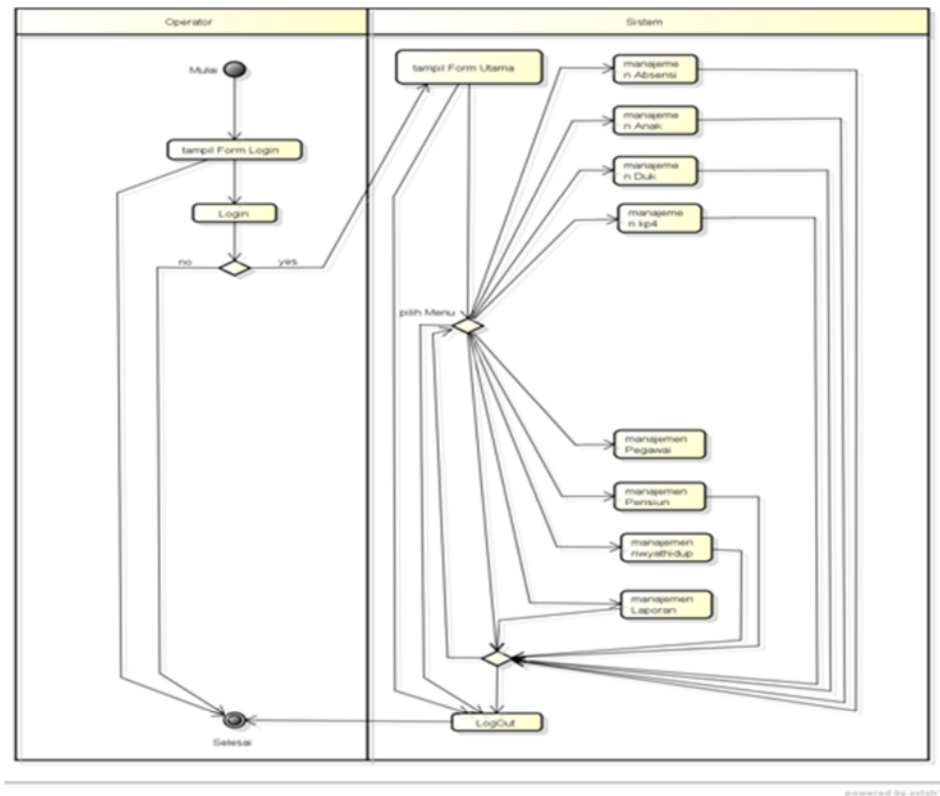 Operator
Sistem
Mulai
tampil Form Utama
manajeme
n Absensi
manajeme
n Anak
tampil Form Login
manajeme
n Duk
Login
manajeme
n kp4
no
yes
pilih Menu
manajemen
Pegawai
manajemen
Pensiun
manajemen
riwyathidup
manajemen
Laporan
LogOut
Selesai
powered by astah*